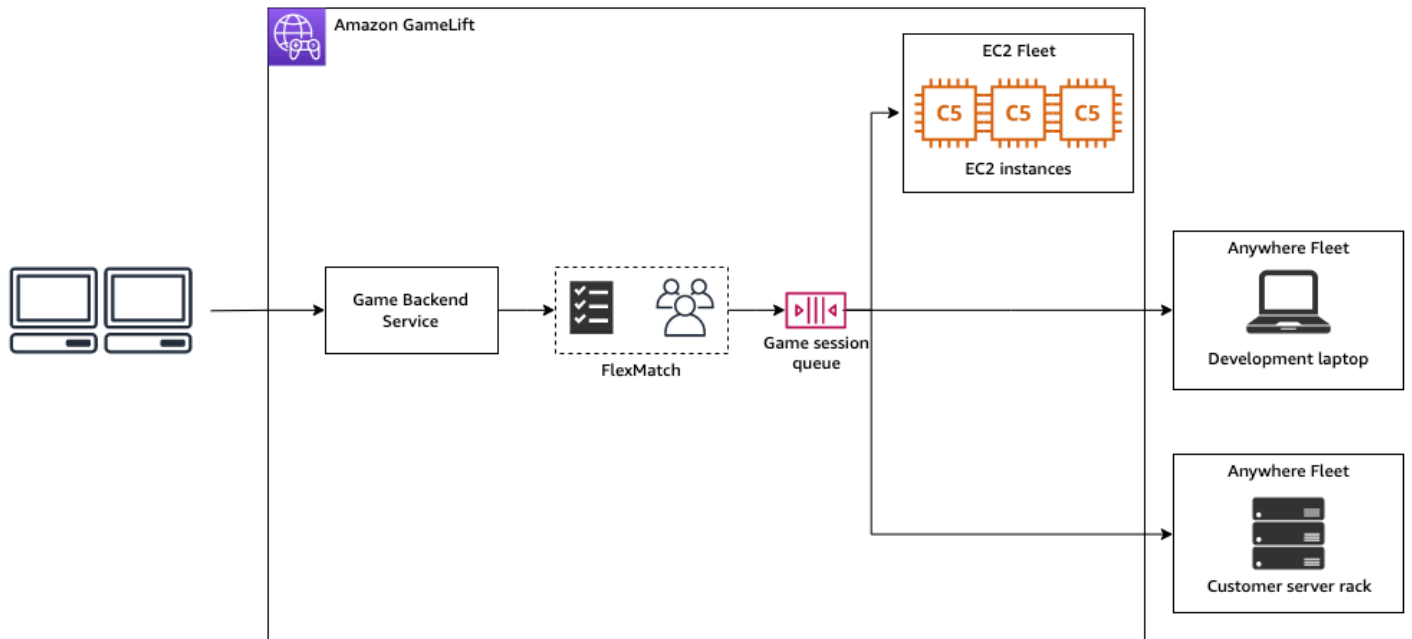 Amazon GameLift
EC2 Fleet
C5 C5 C5
EC2 instances
Game Backend
Service
FlexMatch
Game session
queue
Anywhere Fleet
Development laptop
Anywhere Fleet
Customer server rack